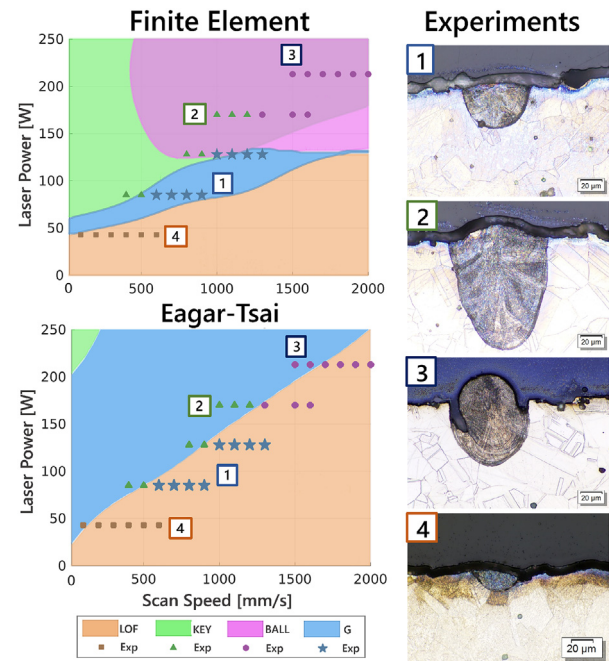 Finite Element
Experiments
250
200
150
100
50
0
Laser Power [W]
0
500
1000
1500
2000
3
2
1
4
Eagar-Tsai
250
200
150
100
50
0
Laser Power [W]
500
1000
1500
2000
Scan Speed [mm/s]
3
2
1
4
LOF KEY BALL G
Exp Exp Exp Exp
1
20 µm
2
20 µm
3
20 µm
4
20 µm